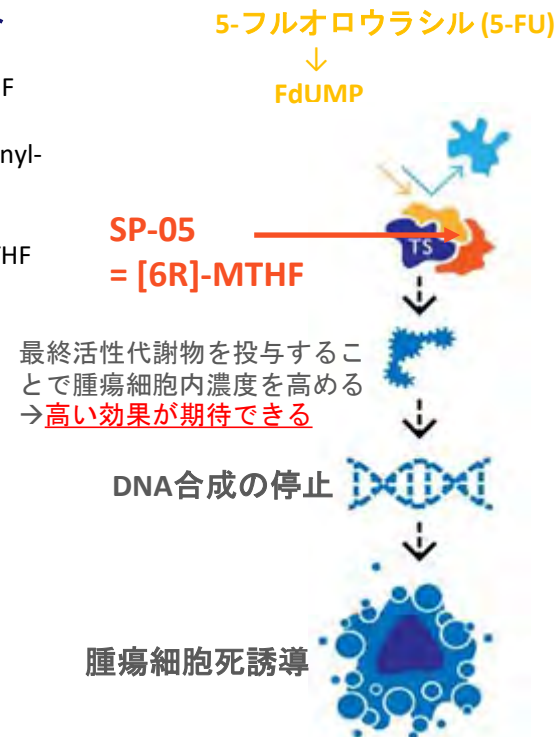 5-フルオロウラシル (5-FU)
↓
FdUMP
F
nyl-
HF
SP-05
= [6R]-MTHF
TS
最終活性代謝物を投与するこ
とで腫瘍細胞内濃度を高める
→高い効果が期待できる
DNA合成の停止
腫瘍細胞死誘導